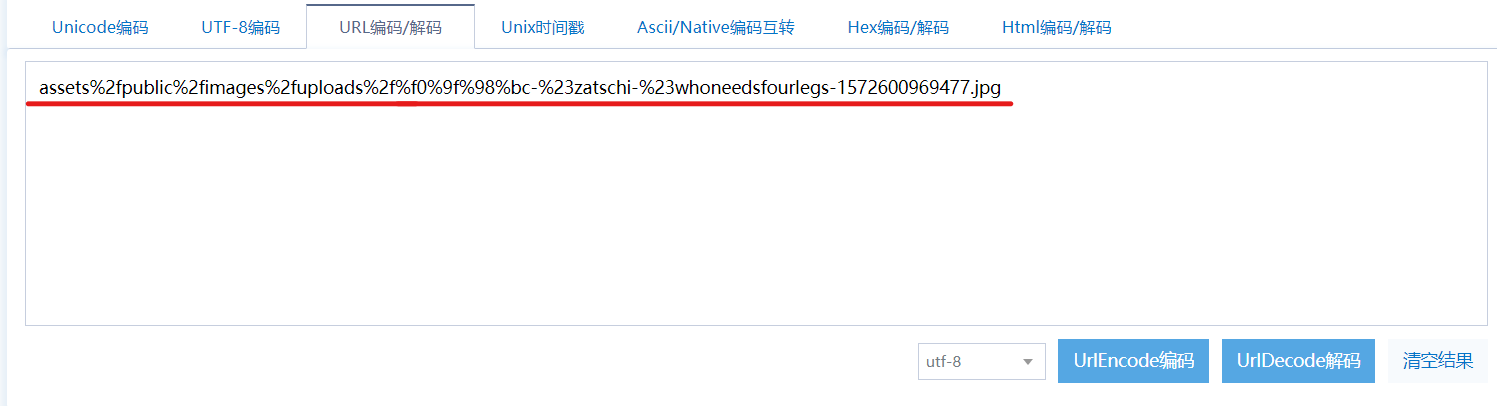 Unicode编码 UTF-8编码 URL编码/解码 Unix时间戳 Ascii/Native编码互转 Hex编码/解码 Html编码/解码
assets%2fpublic%2fimages%2fuploads%2f%f0%9f%98%bc-%23zatschi-%23whoneedsfourlegs-1572600969477.jpg
utf-8 UrlEncode编码 UrlDecode解码 清空结果